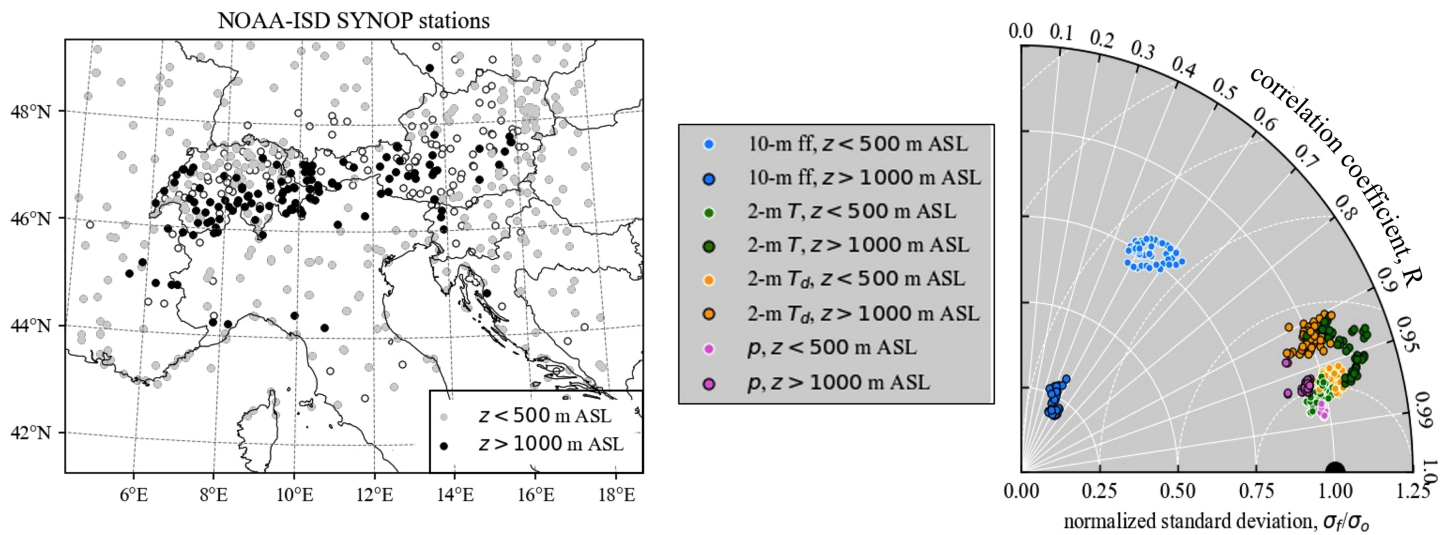 NOAA-ISD SYNOP stations
48°N
46°N
44°N
42°N
6°E
8°E
10°E
12°E
14°E
16°E
18°E
z < 500 m ASL
z > 1000 m ASL
10-m ff, z < 500 m ASL
10-m ff, z > 1000 m ASL
2-m T, z < 500 m ASL
2-m T, z > 1000 m ASL
2-m T_d, z < 500 m ASL
2-m T_d, z > 1000 m ASL
p, z < 500 m ASL
p, z > 1000 m ASL
0.0
0.1
0.2
0.3
0.4
0.5
0.6
0.7
0.8
0.9
0.95
0.99
1.0
correlation coefficient, R
0.00
0.25
0.50
0.75
1.00
1.25
normalized standard deviation, σ_f/σ_o